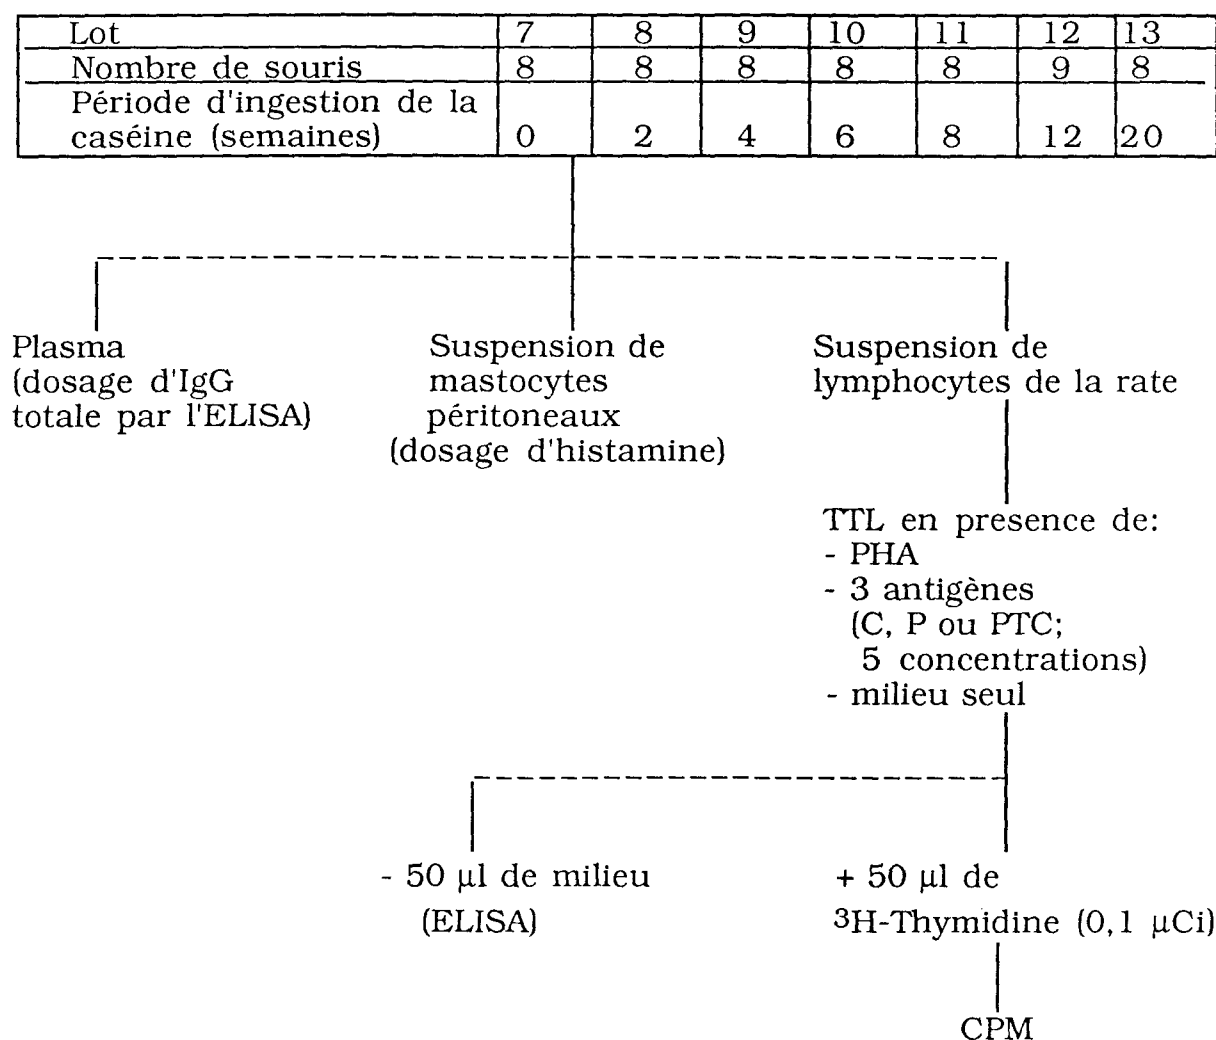 Lot 7 8 9 10 11 12 13
Nombre de souris 8 8 8 8 8 9 8
Période d'ingestion de la
caséine (semaines) 0 2 4 6 8 12 20
Plasma
(dosage d'IgG
totale par l'ELISA)
Suspension de
mastocytes
péritoneaux
(dosage d'histamine)
Suspension de
lymphocytes de la rate
TTL en presence de:
- PHA
- 3 antigènes
(C, P ou PTC;
5 concentrations)
- milieu seul
- 50 µl de milieu
(ELISA)
+ 50 µl de
³H-Thymidine (0,1 µCi)
CPM